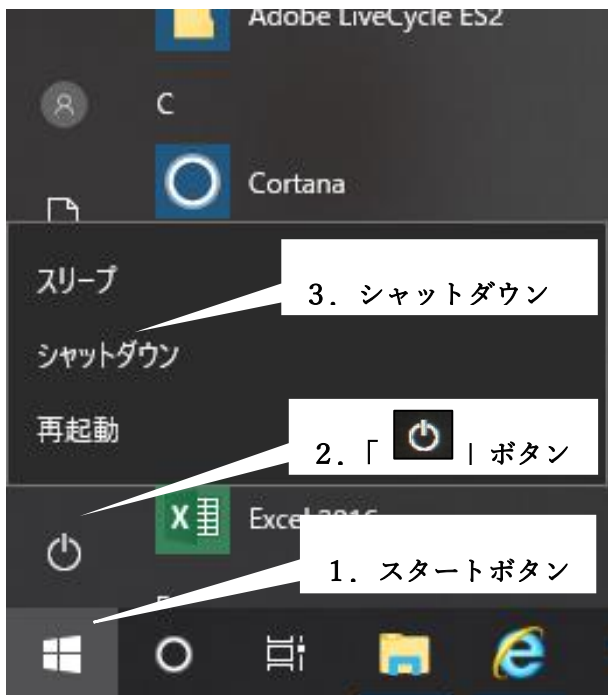 Adobe LiveCycle ES2
C
Cortana
スリープ
3．シャットダウン
シャットダウン
再起動
2．「 」ボタン
Excel 2016
1．スタートボタン